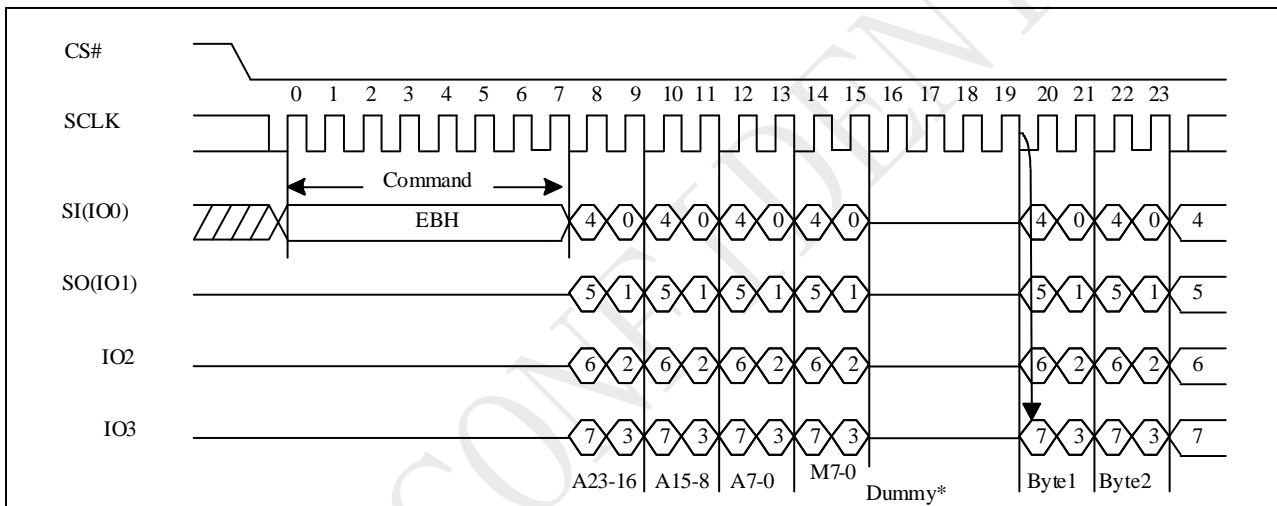 CS#
0 1 2 3 4 5 6 7 8 9 10 11 12 13 14 15 16 17 18 19 20 21 22 23
SCLK
Command
SI(IO0) EBH 4 0 4 0 4 0 4 0 4 0 4 0 4
SO(IO1) 5 1 5 1 5 1 5 1 5 1 5 1 5
IO2 6 2 6 2 6 2 6 2 6 2 6 2 6
IO3 7 3 7 3 7 3 7 3 7 3 7 3 7
A23-16 A15-8 A7-0 M7-0 Dummy* Byte1 Byte2
CONFIDENT